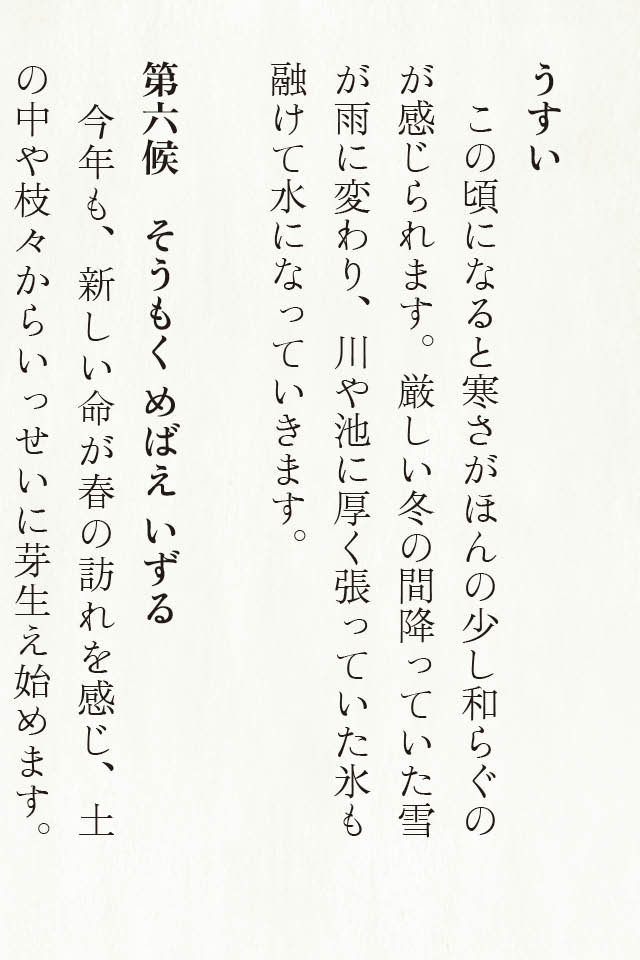 うすい
この頃になると寒さがほんの少し和らぐの
が感じられます。厳しい冬の間降っていた雪
が雨に変わり、川や池に厚く張っていた氷も
融けて水になっていきます。
第六候　そうもく めばえ いずる
今年も、新しい命が春の訪れを感じ、土
の中や枝々からいっせいに芽生え始めます。